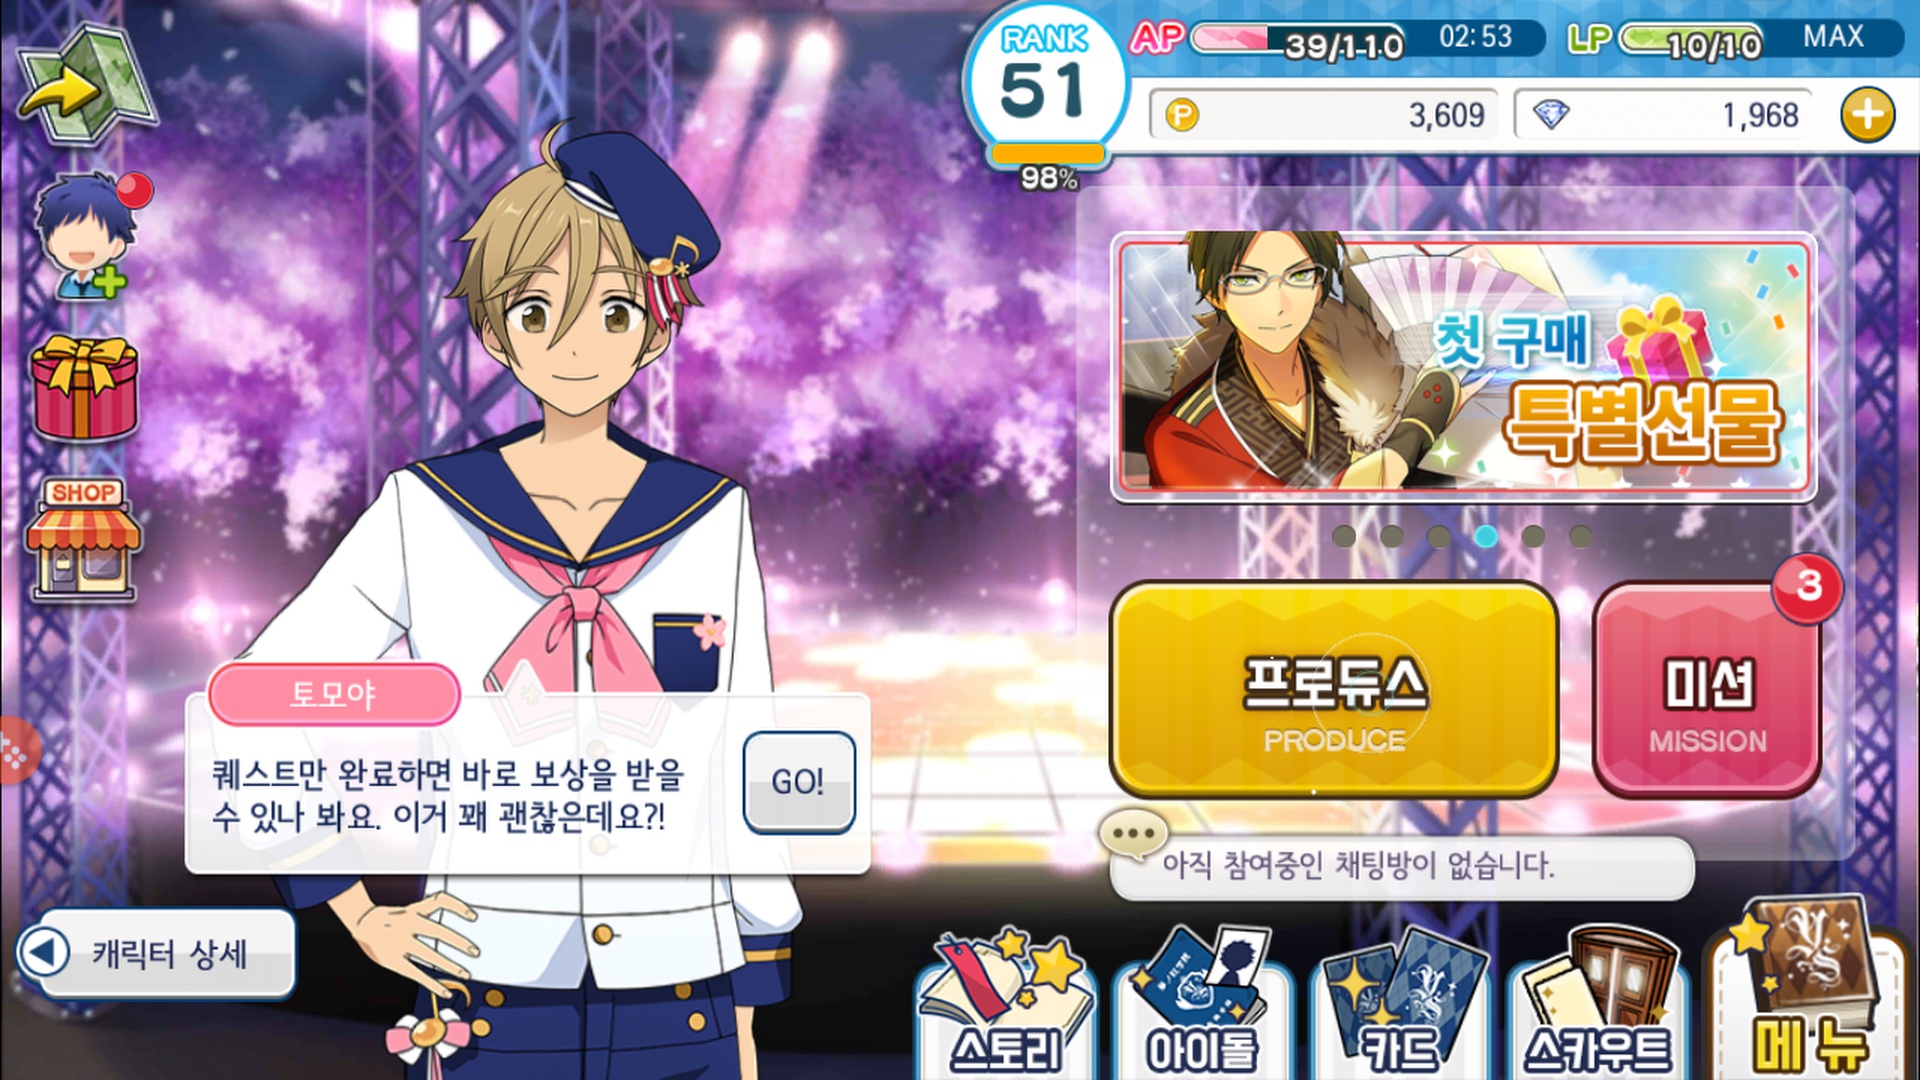 RANK
51
98%
AP 39/110 02:53
LP 10/10 MAX
P 3,609
1,968
첫 구매
특별선물
SHOP
프로듀스
PRODUCE
3
미션
MISSION
토모야
퀘스트만 완료하면 바로 보상을 받을
수 있나 봐요. 이거 꽤 괜찮은데요?!
GO!
아직 참여중인 채팅방이 없습니다.
캐릭터 상세
스토리
아이돌
카드
스카우트
메뉴